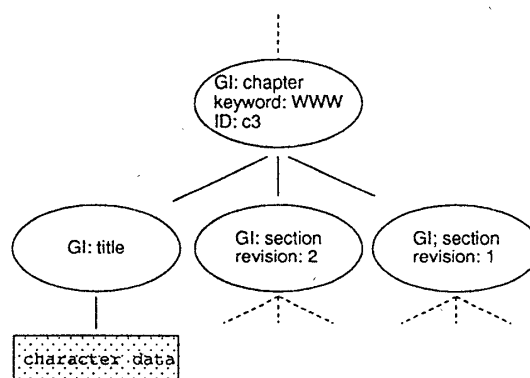 GI: chapter
keyword: WWW
ID: c3
GI: title
GI: section
revision: 2
GI; section
revision: 1
character data